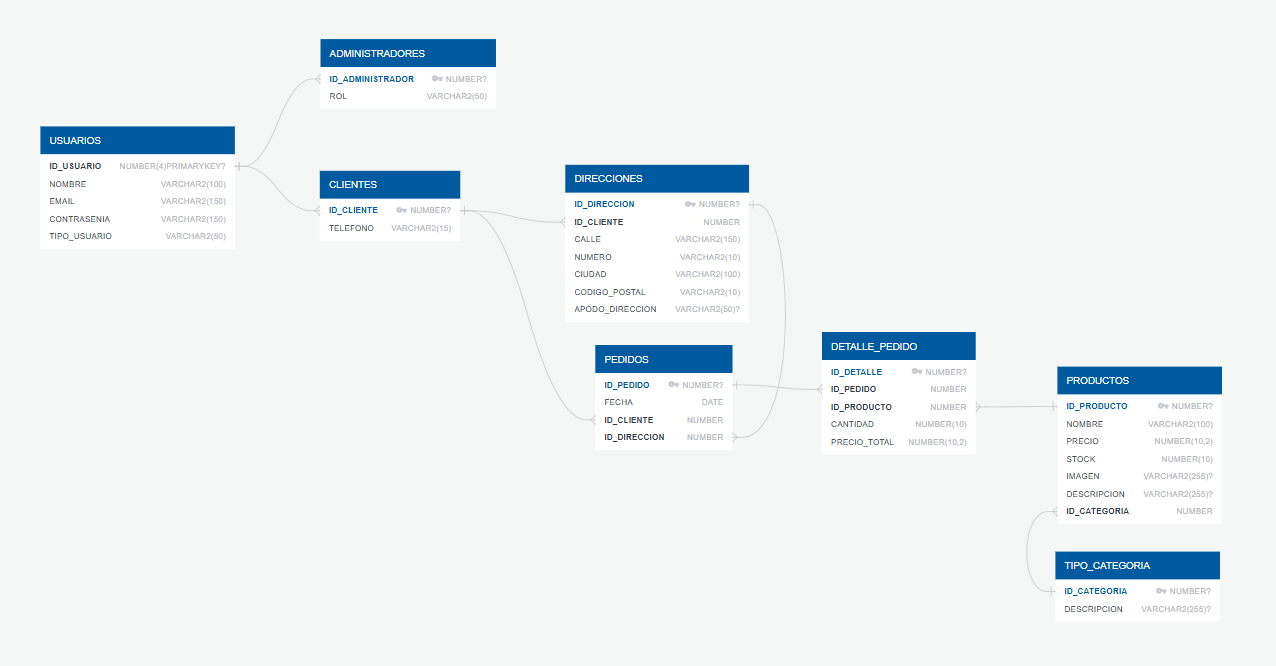 ADMINISTRADORES
ID_ADMINISTRADOR NUMBER?
ROL VARCHAR2(50)
USUARIOS
ID_USUARIO NUMBER(4)PRIMARYKEY?
NOMBRE VARCHAR2(100)
EMAIL VARCHAR2(150)
CONTRASENIA VARCHAR2(150)
TIPO_USUARIO VARCHAR2(50)
CLIENTES
ID_CLIENTE NUMBER?
TELEFONO VARCHAR2(15)
DIRECCIONES
ID_DIRECCION NUMBER?
ID_CLIENTE NUMBER
CALLE VARCHAR2(150)
NUMERO VARCHAR2(10)
CIUDAD VARCHAR2(100)
CODIGO_POSTAL VARCHAR2(10)
APODO_DIRECCION VARCHAR2(50)?
PEDIDOS
ID_PEDIDO NUMBER?
FECHA DATE
ID_CLIENTE NUMBER
ID_DIRECCION NUMBER
DETALLE_PEDIDO
ID_DETALLE NUMBER?
ID_PEDIDO NUMBER
ID_PRODUCTO NUMBER
CANTIDAD NUMBER(10)
PRECIO_TOTAL NUMBER(10,2)
PRODUCTOS
ID_PRODUCTO NUMBER?
NOMBRE VARCHAR2(100)
PRECIO NUMBER(10,2)
STOCK NUMBER(10)
IMAGEN VARCHAR2(255)?
DESCRIPCION VARCHAR2(255)?
ID_CATEGORIA NUMBER
TIPO_CATEGORIA
ID_CATEGORIA NUMBER?
DESCRIPCION VARCHAR2(255)?